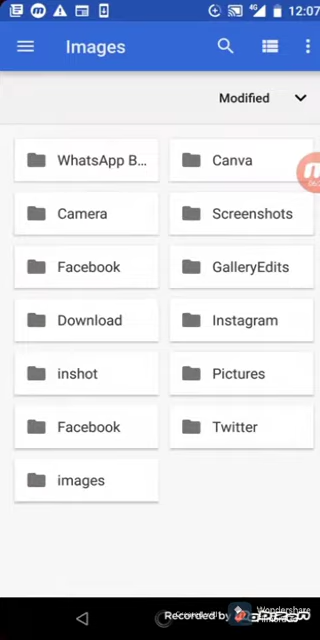 4G 12:07
Images
Modified
WhatsApp B... Canva
Camera Screenshots
Facebook GalleryEdits
Download Instagram
inshot Pictures
Facebook Twitter
images
Recorded by
Wondershare